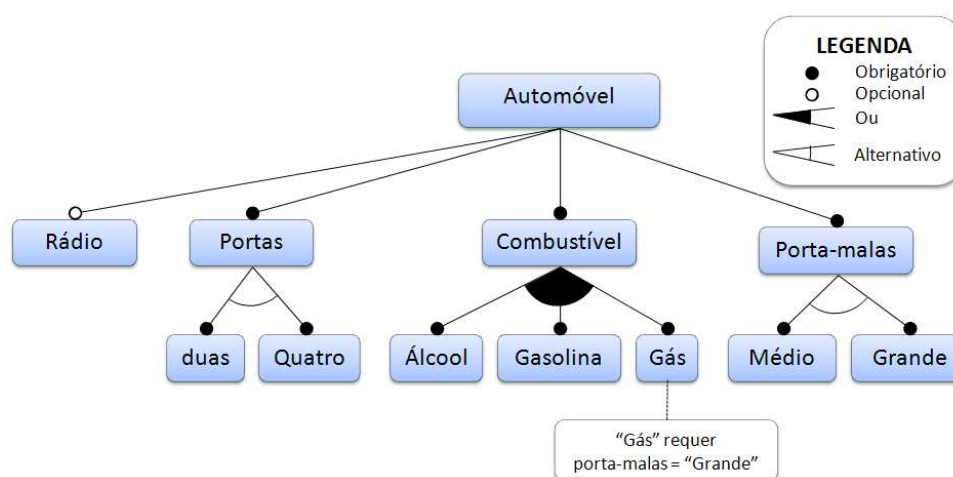 LEGENDA
Obrigatório
Opcional
Ou
Alternativo
Automóvel
Rádio
Portas
Combustível
Porta-malas
duas
Quatro
Álcool
Gasolina
Gás
Médio
Grande
“Gás” requer
porta-malas = “Grande”